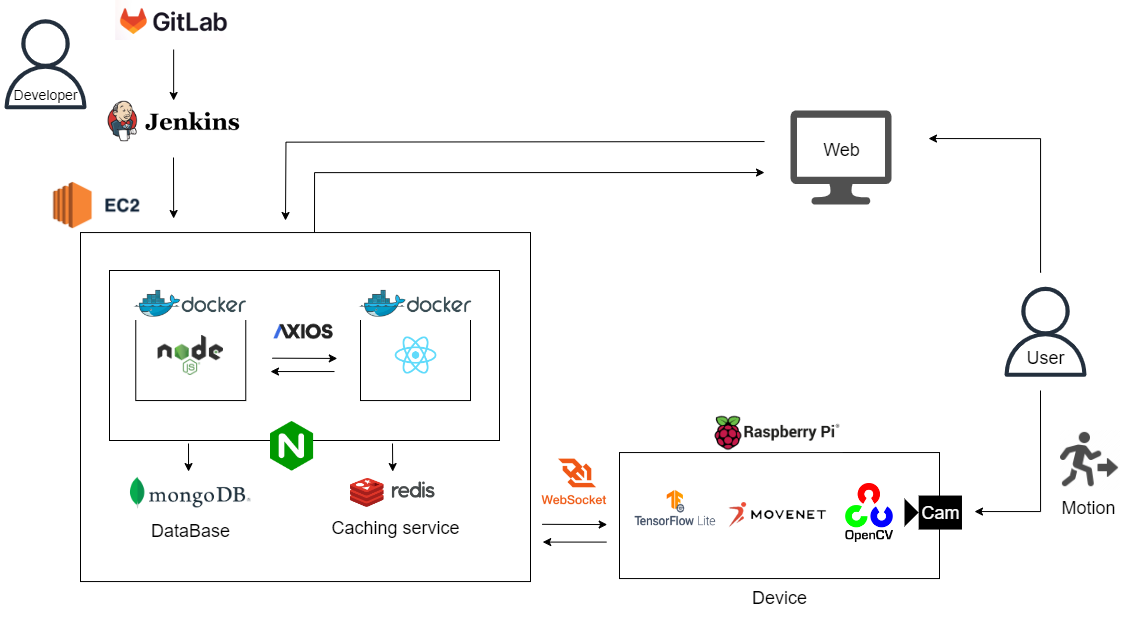 GitLab
Developer
Jenkins
EC2
Web
docker
docker
AXIOS
node
JS
User
Raspberry Pi
N
mongoDB.
redis
DataBase
Caching service
WebSocket
TensorFlow Lite
MOVENET
OpenCV
Cam
Motion
Device